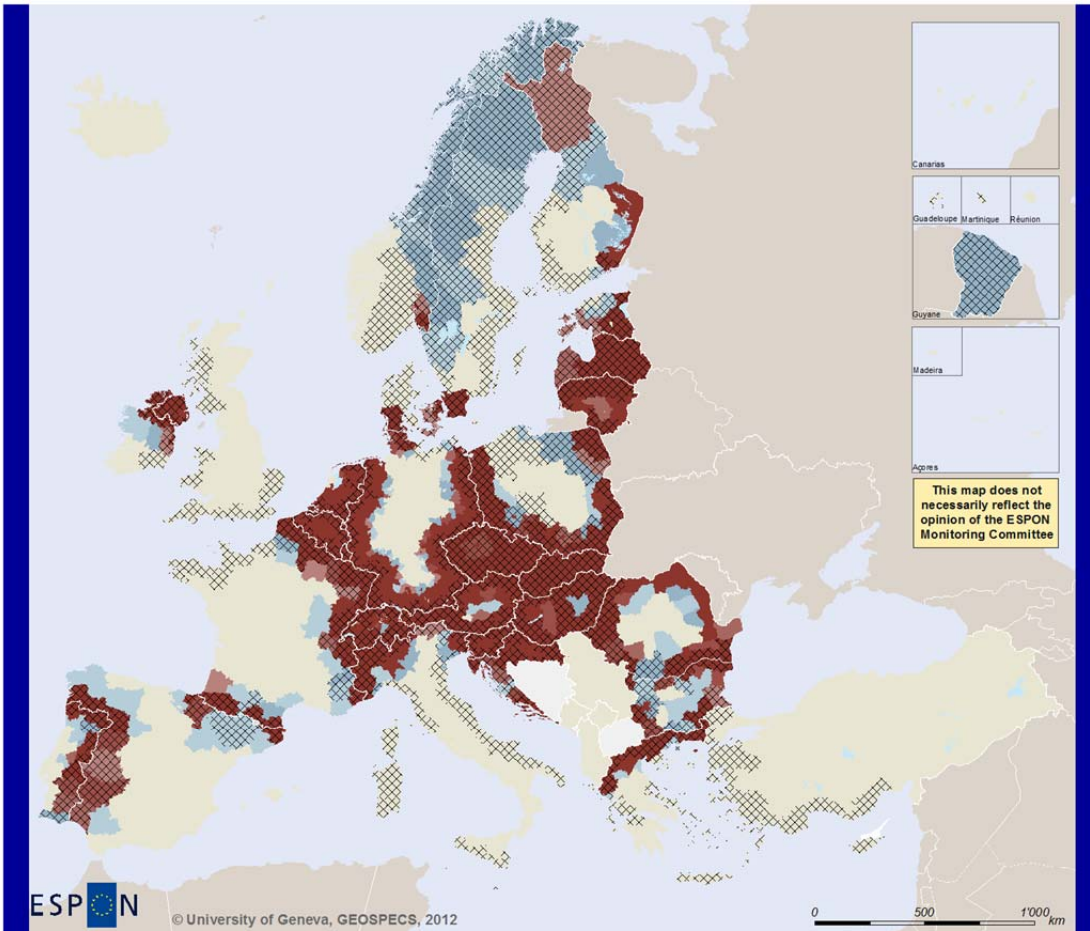 Canarias
Guadeloupe
Martinique
Réunion
Guyane
Madeira
Açores
This map does not
necessarily reflect the
opinion of the ESPON
Monitoring Committee
ESPON
© University of Geneva, GEOSPECS, 2012
0 500 1'000
km